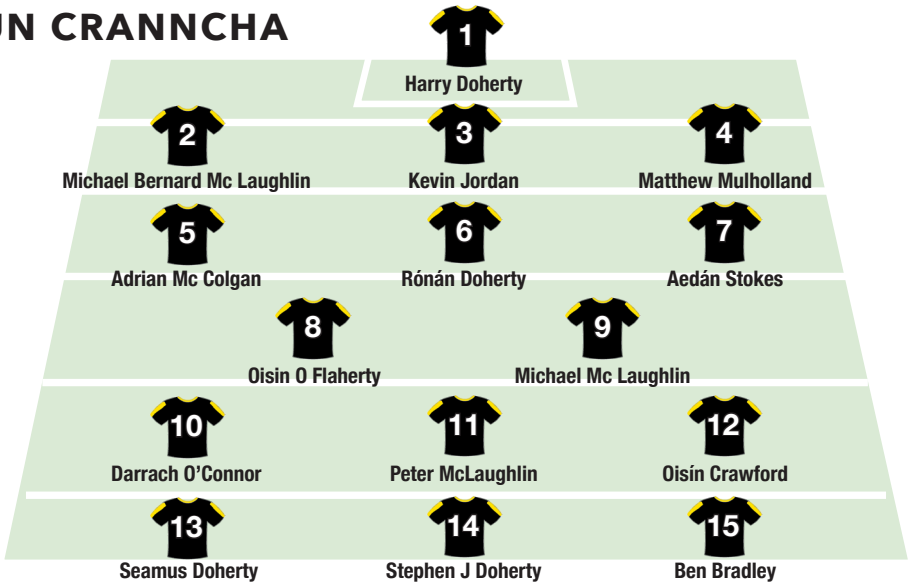 ÚN CRANNCHA
1
Harry Doherty
2 3 4
Michael Bernard Mc Laughlin Kevin Jordan Matthew Mulholland
5 6 7
Adrian Mc Colgan Rónán Doherty Aedán Stokes
8 9
Oisin O Flaherty Michael Mc Laughlin
10 11 12
Darrach O’Connor Peter McLaughlin Oisín Crawford
13 14 15
Seamus Doherty Stephen J Doherty Ben Bradley